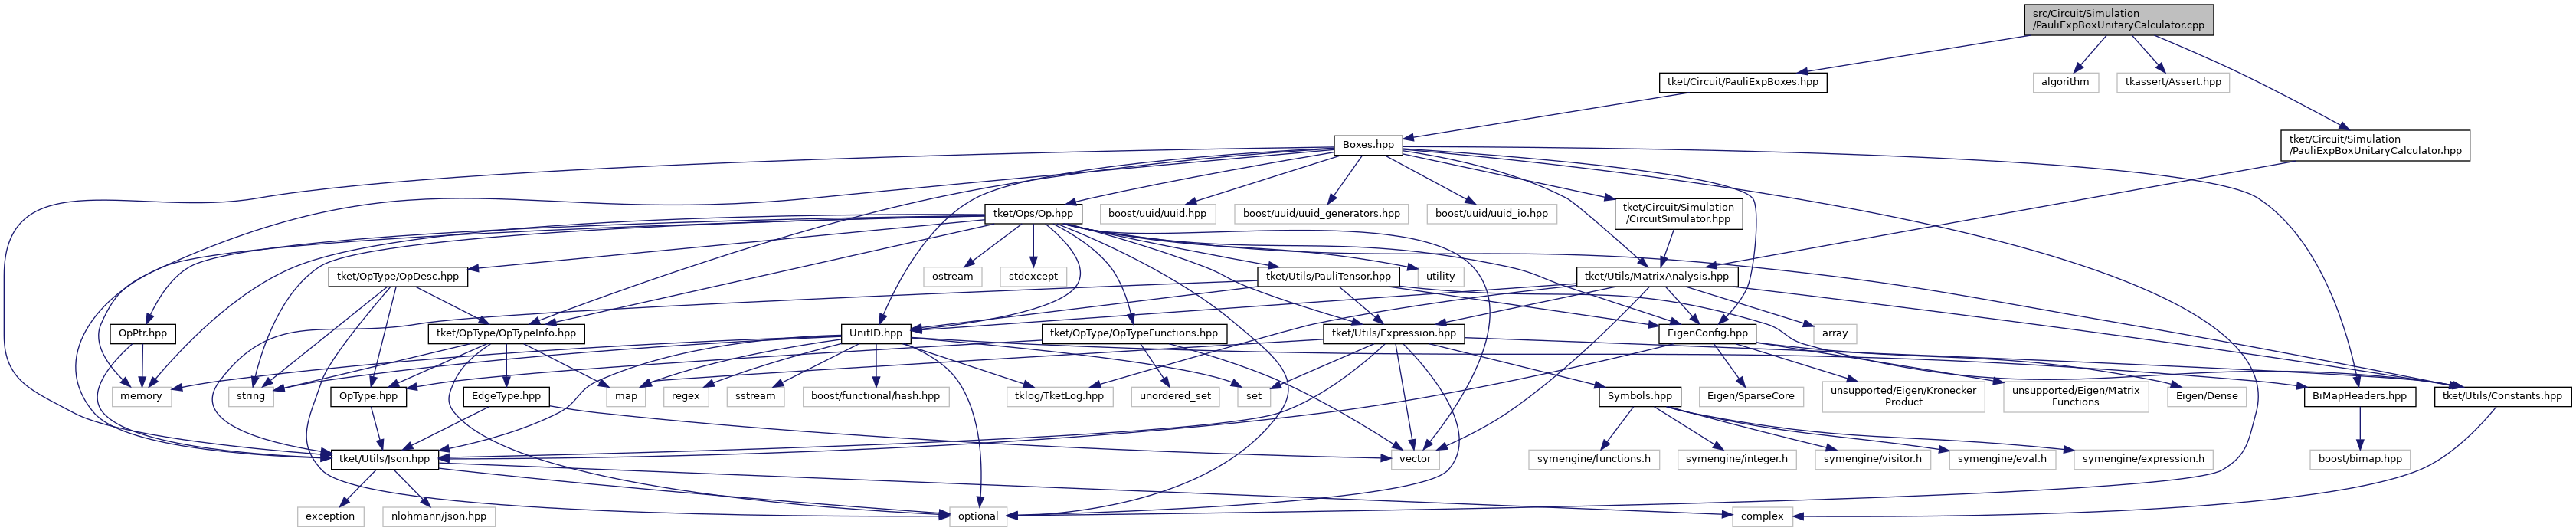 src/Circuit/Simulation
/PauliExpBoxUnitaryCalculator.cpp
tket/Circuit/PauliExpBoxes.hpp
algorithm
tkassert/Assert.hpp
Boxes.hpp
tket/Circuit/Simulation
/PauliExpBoxUnitaryCalculator.hpp
tket/Ops/Op.hpp
boost/uuid/uuid.hpp
boost/uuid/uuid_generators.hpp
boost/uuid/uuid_io.hpp
tket/Circuit/Simulation
/CircuitSimulator.hpp
tket/OpType/OpDesc.hpp
ostream
stdexcept
tket/Utils/PauliTensor.hpp
utility
tket/Utils/MatrixAnalysis.hpp
OpPtr.hpp
tket/OpType/OpTypeInfo.hpp
UnitID.hpp
tket/OpType/OpTypeFunctions.hpp
tket/Utils/Expression.hpp
EigenConfig.hpp
array
memory
string
OpType.hpp
EdgeType.hpp
map
regex
sstream
boost/functional/hash.hpp
tklog/TketLog.hpp
unordered_set
set
Symbols.hpp
Eigen/SparseCore
unsupported/Eigen/Kronecker
Product
unsupported/Eigen/Matrix
Functions
Eigen/Dense
BiMapHeaders.hpp
tket/Utils/Constants.hpp
tket/Utils/Json.hpp
vector
symengine/functions.h
symengine/integer.h
symengine/visitor.h
symengine/eval.h
symengine/expression.h
boost/bimap.hpp
exception
nlohmann/json.hpp
optional
complex